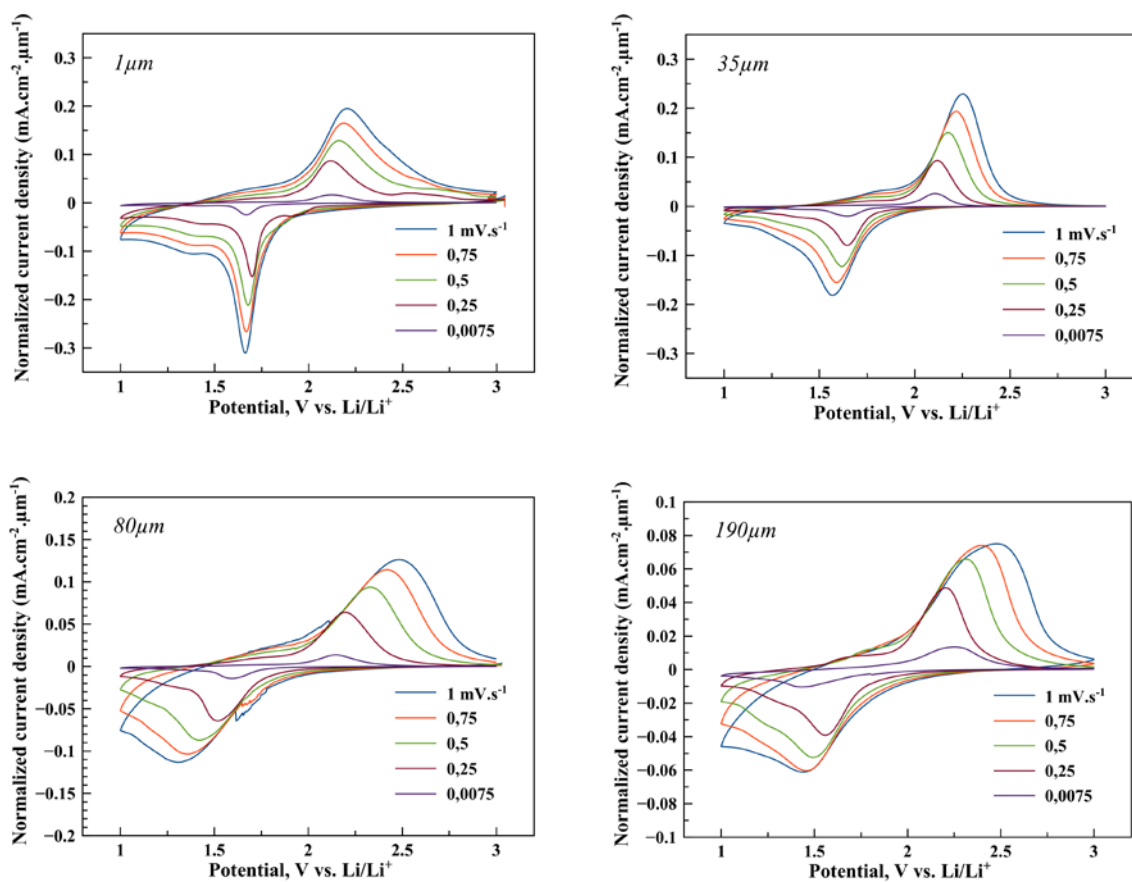 1µm
Normalized current density (mA.cm⁻².µm⁻¹)
0.3
0.2
0.1
0
−0.1
−0.2
−0.3
1 mV.s⁻¹
0,75
0,5
0,25
0,0075
1 1.5 2 2.5 3
Potential, V vs. Li/Li⁺
35µm
Normalized current density (mA.cm⁻².µm⁻¹)
0.3
0.2
0.1
0
−0.1
−0.2
−0.3
1 mV.s⁻¹
0,75
0,5
0,25
0,0075
1 1.5 2 2.5 3
Potential, V vs. Li/Li⁺
80µm
Normalized current density (mA.cm⁻².µm⁻¹)
0.2
0.15
0.1
0.05
0
−0.05
−0.1
−0.15
−0.2
1 mV.s⁻¹
0,75
0,5
0,25
0,0075
1 1.5 2 2.5 3
Potential, V vs. Li/Li⁺
190µm
Normalized current density (mA.cm⁻².µm⁻¹)
0.1
0.08
0.06
0.04
0.02
0
−0.02
−0.04
−0.06
−0.08
−0.1
1 mV.s⁻¹
0,75
0,5
0,25
0,0075
1 1.5 2 2.5 3
Potential, V vs. Li/Li⁺